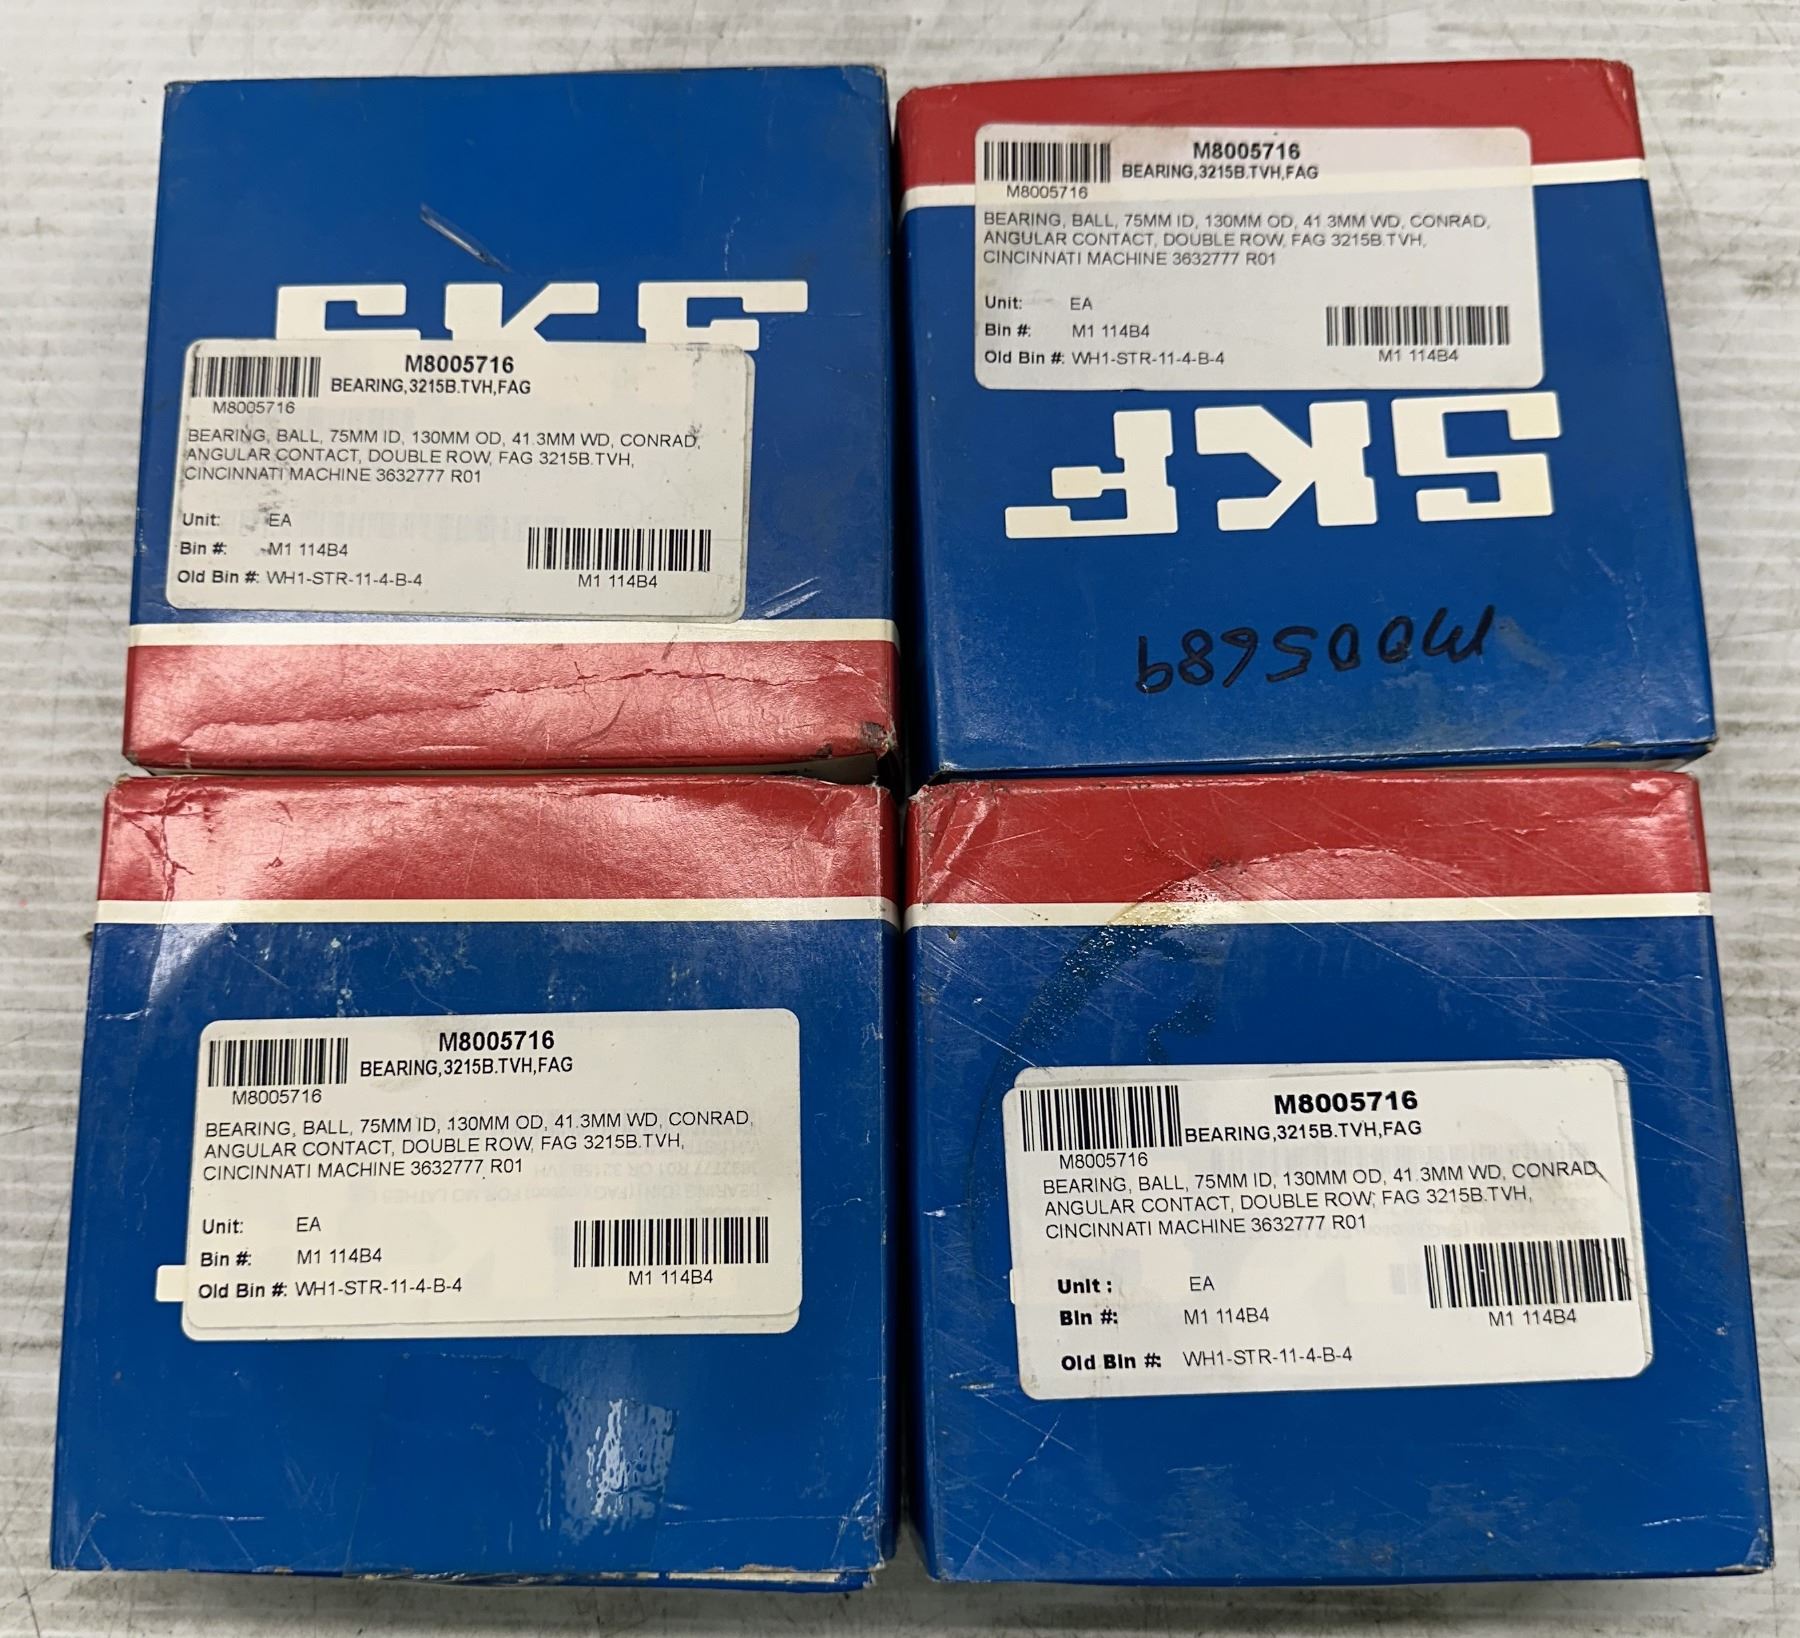 SKF
M8005716
BEARING,3215B.TVH,FAG
M8005716
BEARING, BALL, 75MM ID, 130MM OD, 41.3MM WD, CONRAD,
ANGULAR CONTACT, DOUBLE ROW, FAG 3215B.TVH,
CINCINNATI MACHINE 3632777 R01
Unit: EA
Bin #: M1 114B4
Old Bin #: WH1-STR-11-4-B-4
M1 114B4
M8005716
BEARING,3215B.TVH,FAG
M8005716
BEARING, BALL, 75MM ID, 130MM OD, 41.3MM WD, CONRAD,
ANGULAR CONTACT, DOUBLE ROW, FAG 3215B.TVH,
CINCINNATI MACHINE 3632777 R01
Unit: EA
Bin #: M1 114B4
Old Bin #: WH1-STR-11-4-B-4
M1 114B4
SKF
M005689
M8005716
BEARING,3215B.TVH,FAG
M8005716
BEARING, BALL, 75MM ID, 130MM OD, 41.3MM WD, CONRAD,
ANGULAR CONTACT, DOUBLE ROW, FAG 3215B.TVH,
CINCINNATI MACHINE 3632777 R01
Unit: EA
Bin #: M1 114B4
Old Bin #: WH1-STR-11-4-B-4
M1 114B4
M8005716
BEARING,3215B.TVH,FAG
M8005716
BEARING, BALL, 75MM ID, 130MM OD, 41.3MM WD, CONRAD,
ANGULAR CONTACT, DOUBLE ROW, FAG 3215B.TVH,
CINCINNATI MACHINE 3632777 R01
Unit : EA
Bin #: M1 114B4
Old Bin #: WH1-STR-11-4-B-4
M1 114B4